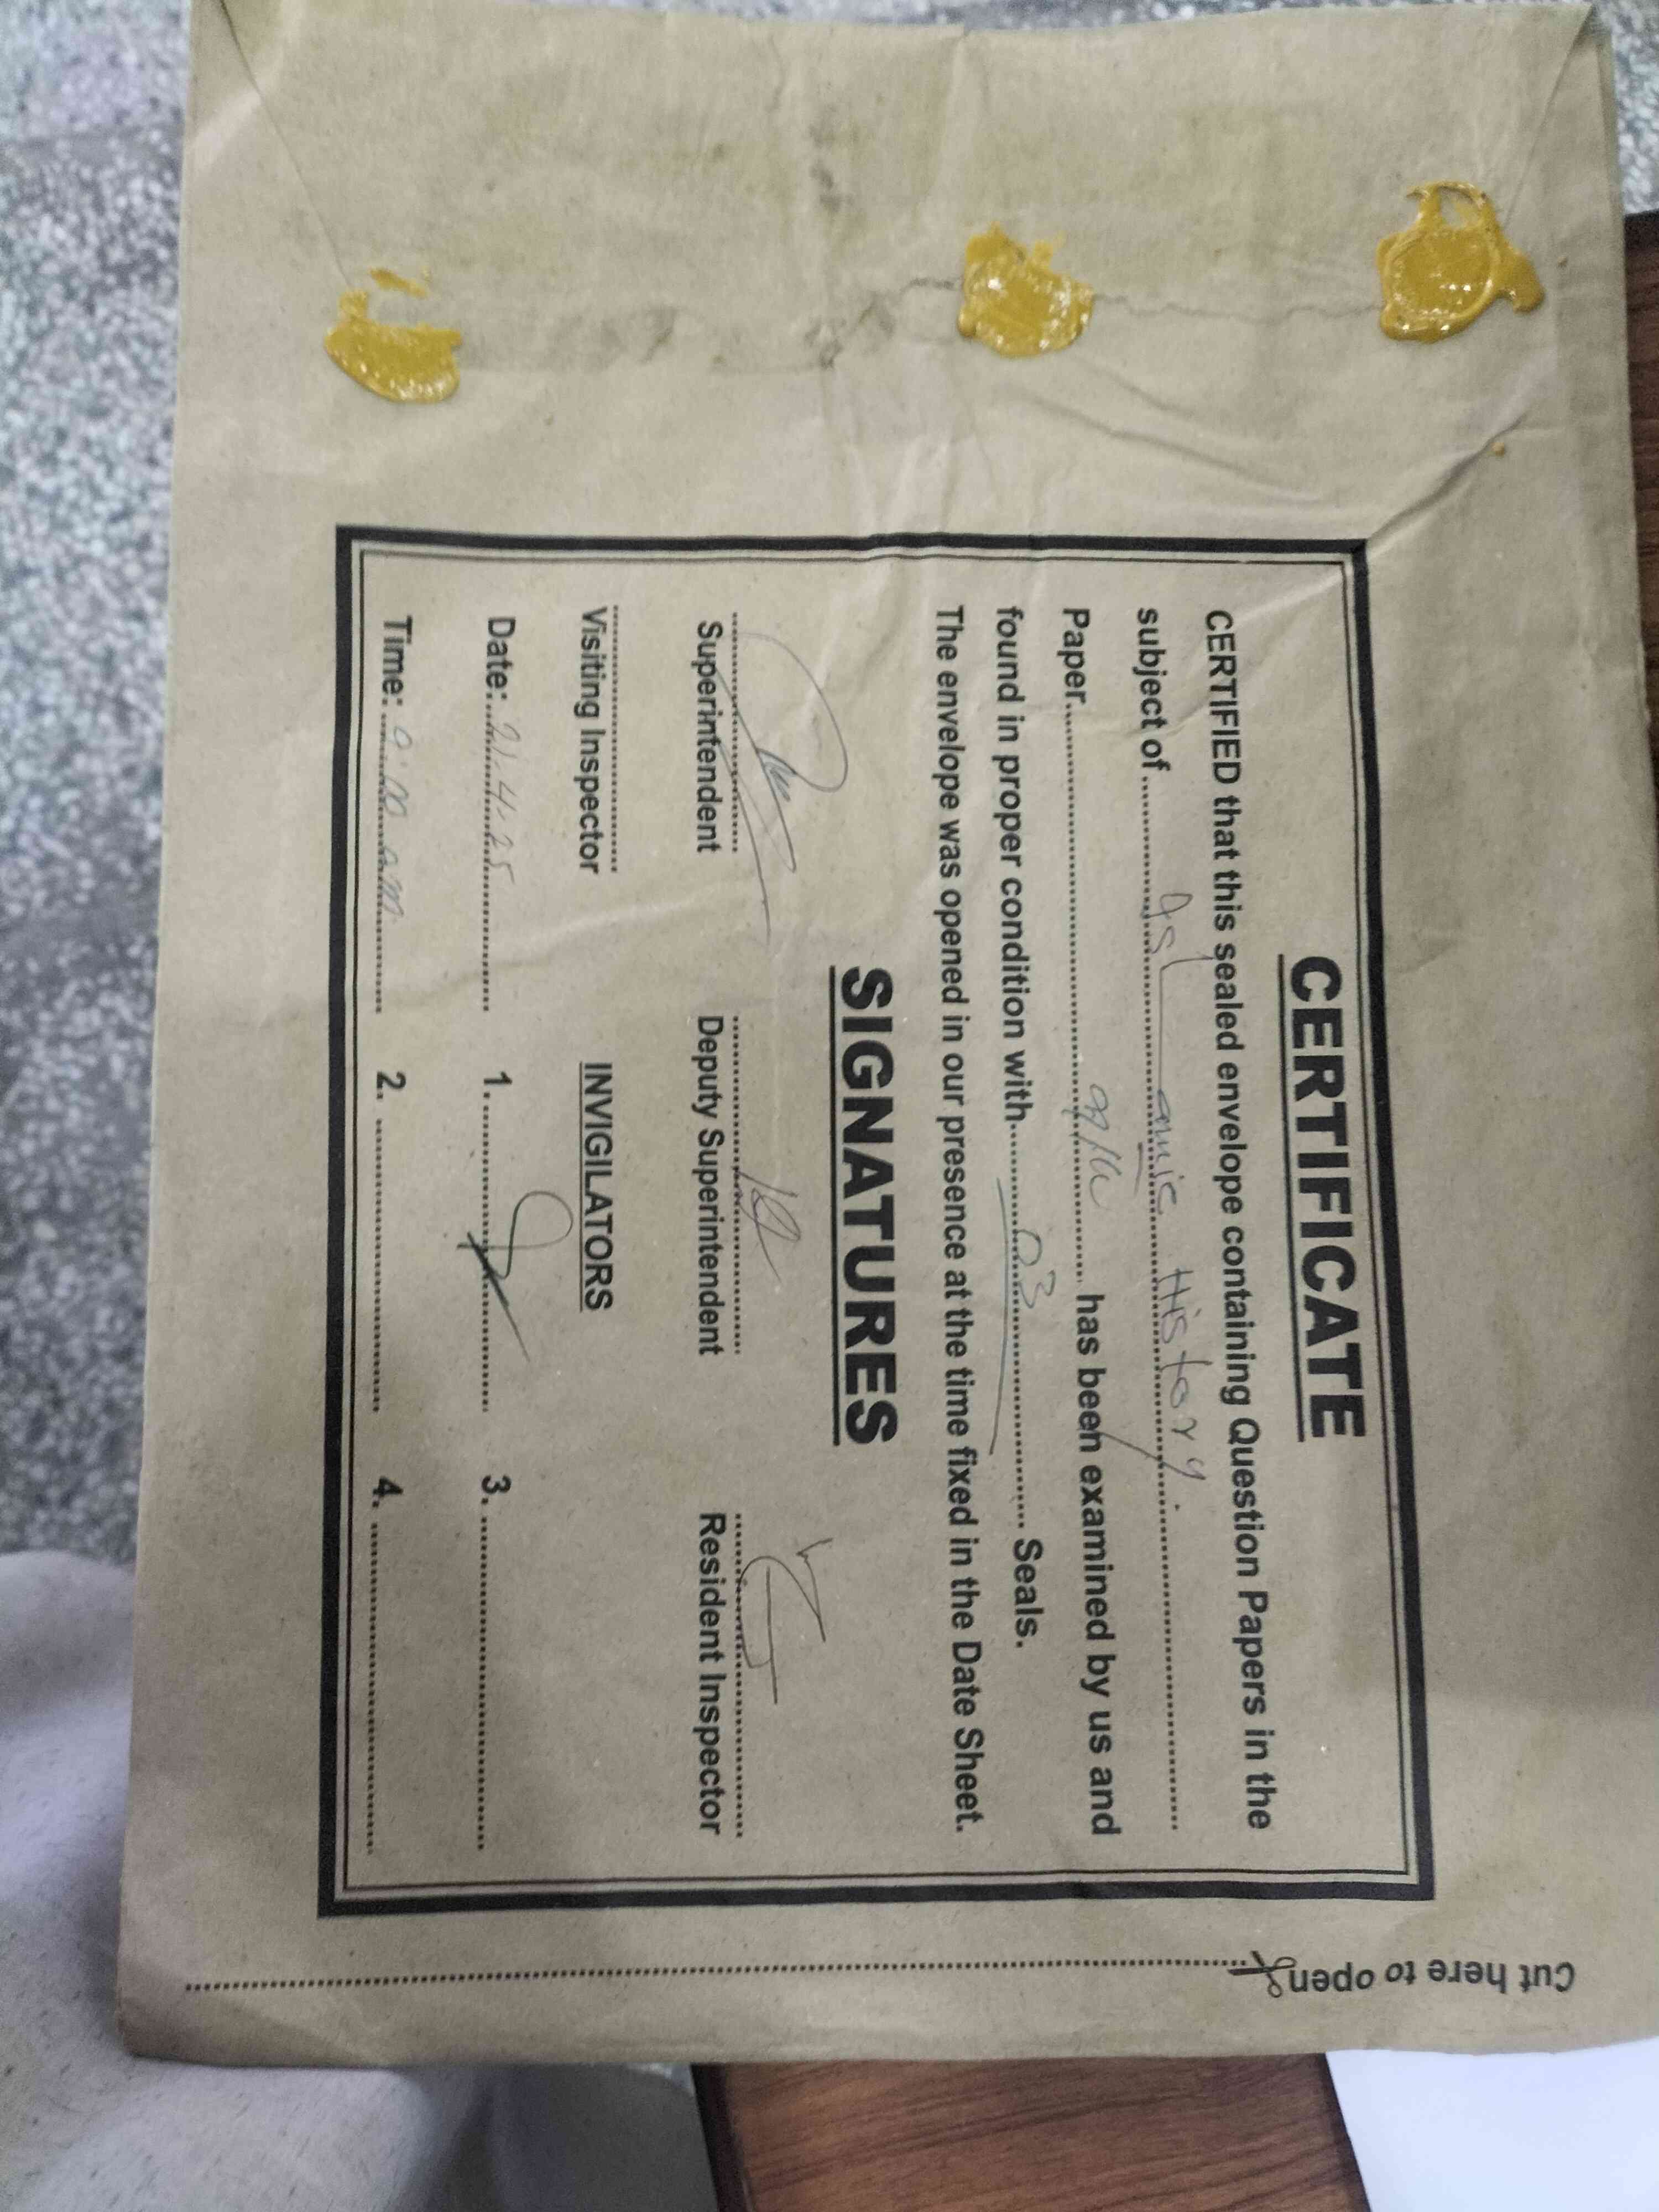 CERTIFICATE
CERTIFIED that this sealed envelope containing Question Papers in the
subject of Islamic History.
Paper has been examined by us and
found in proper condition with 03 Seals.
The envelope was opened in our presence at the time fixed in the Date Sheet.
SIGNATURES
Superintendent Deputy Superintendent Resident Inspector
Visiting Inspector INVIGILATORS
Date: 21.4.25 1. 3.
Time: 9:00 am 2. 4.
Cut here to open